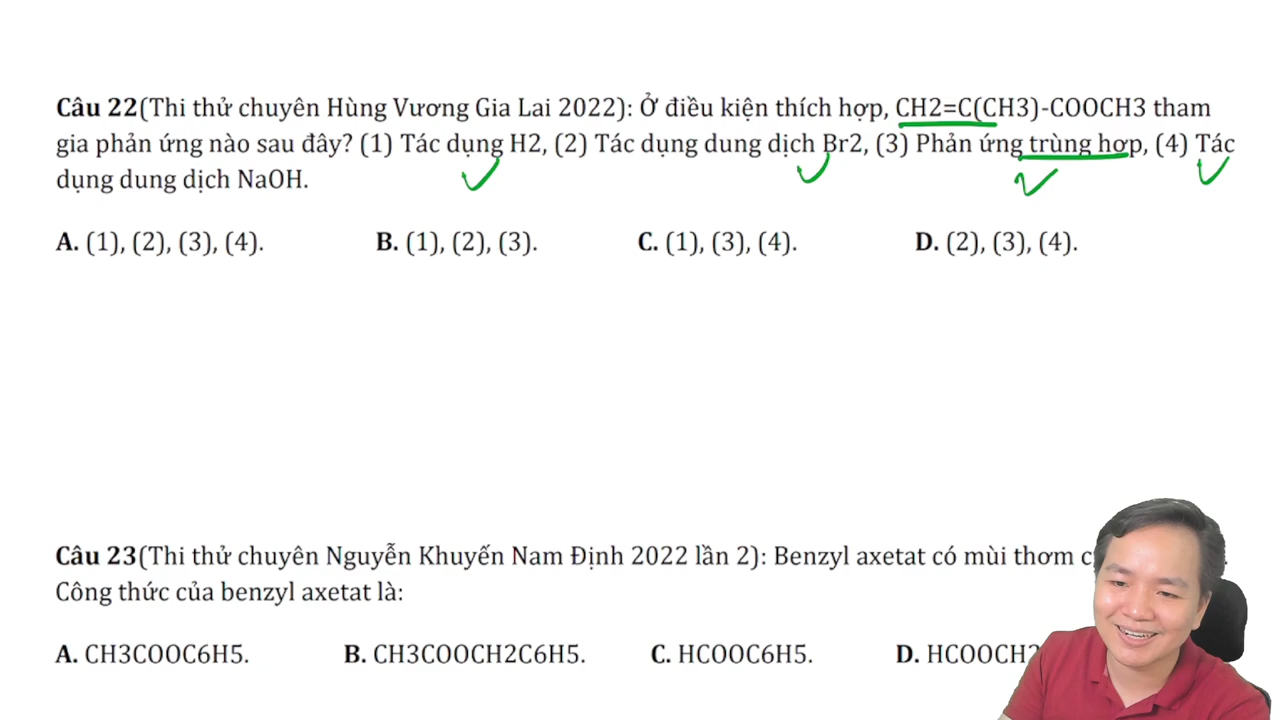 Câu 22(Thi thử chuyên Hùng Vương Gia Lai 2022): Ở điều kiện thích hợp, CH2=C(CH3)-COOCH3 tham
gia phản ứng nào sau đây? (1) Tác dụng H2, (2) Tác dụng dung dịch Br2, (3) Phản ứng trùng hợp, (4) Tác
dụng dung dịch NaOH.
A. (1), (2), (3), (4). B. (1), (2), (3). C. (1), (3), (4). D. (2), (3), (4).
Câu 23(Thi thử chuyên Nguyễn Khuyến Nam Định 2022 lần 2): Benzyl axetat có mùi thơm
Công thức của benzyl axetat là:
A. CH3COOC6H5. B. CH3COOCH2C6H5. C. HCOOC6H5. D.